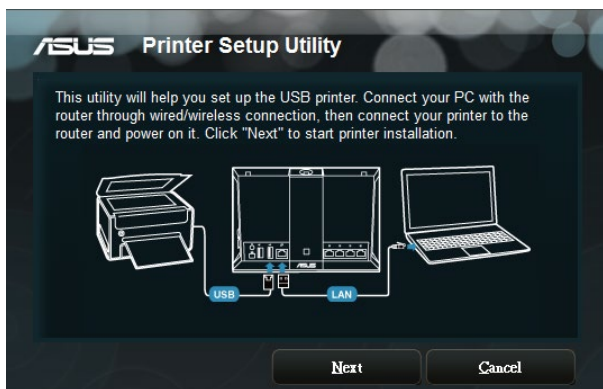 ASUS Printer Setup Utility
This utility will help you set up the USB printer. Connect your PC with the
router through wired/wireless connection, then connect your printer to the
router and power on it. Click "Next" to start printer installation.
ASUS
USB
LAN
Next
Cancel